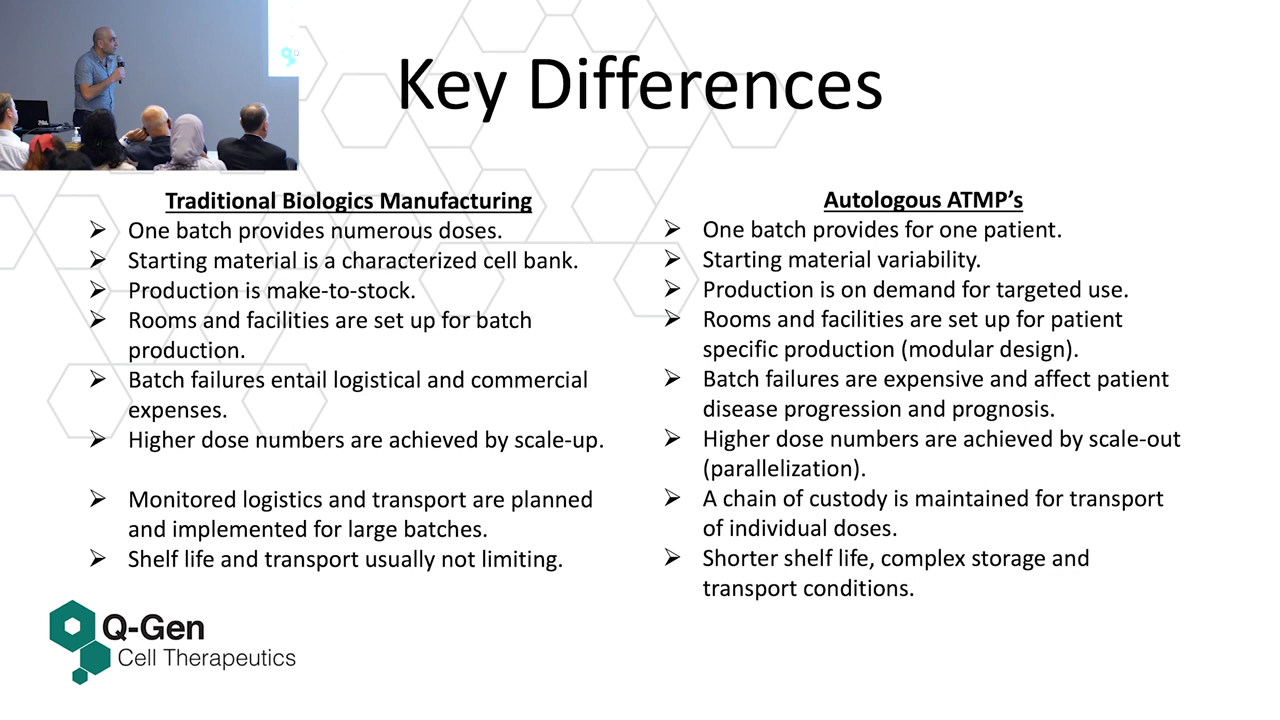 Key Differences
Traditional Biologics Manufacturing
One batch provides numerous doses.
Starting material is a characterized cell bank.
Production is make-to-stock.
Rooms and facilities are set up for batch
production.
Batch failures entail logistical and commercial
expenses.
Higher dose numbers are achieved by scale-up.
Monitored logistics and transport are planned
and implemented for large batches.
Shelf life and transport usually not limiting.
Autologous ATMP’s
One batch provides for one patient.
Starting material variability.
Production is on demand for targeted use.
Rooms and facilities are set up for patient
specific production (modular design).
Batch failures are expensive and affect patient
disease progression and prognosis.
Higher dose numbers are achieved by scale-out
(parallelization).
A chain of custody is maintained for transport
of individual doses.
Shorter shelf life, complex storage and
transport conditions.
Q-Gen
Cell Therapeutics